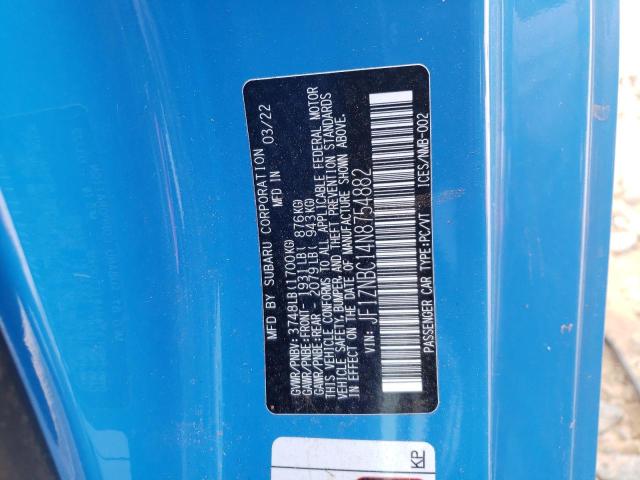 MFD BY SUBARU CORPORATION
MFD IN 03/22
GVWR/PNBV: 3748LB(1700KG)
GAWR/PNBE:FRONT- 1931LB( 876KG)
GAWR/PNBE:REAR - 2079LB( 943KG)
THIS VEHICLE CONFORMS TO ALL APPLICABLE FEDERAL MOTOR
VEHICLE SAFETY, BUMPER, AND THEFT PREVENTION STANDARDS
IN EFFECT ON THE DATE OF MANUFACTURE SHOWN ABOVE.
VIN: JF1ZNBC14N8754882
PASSENGER CAR TYPE:PC/VT ICES/NMB-002
KP